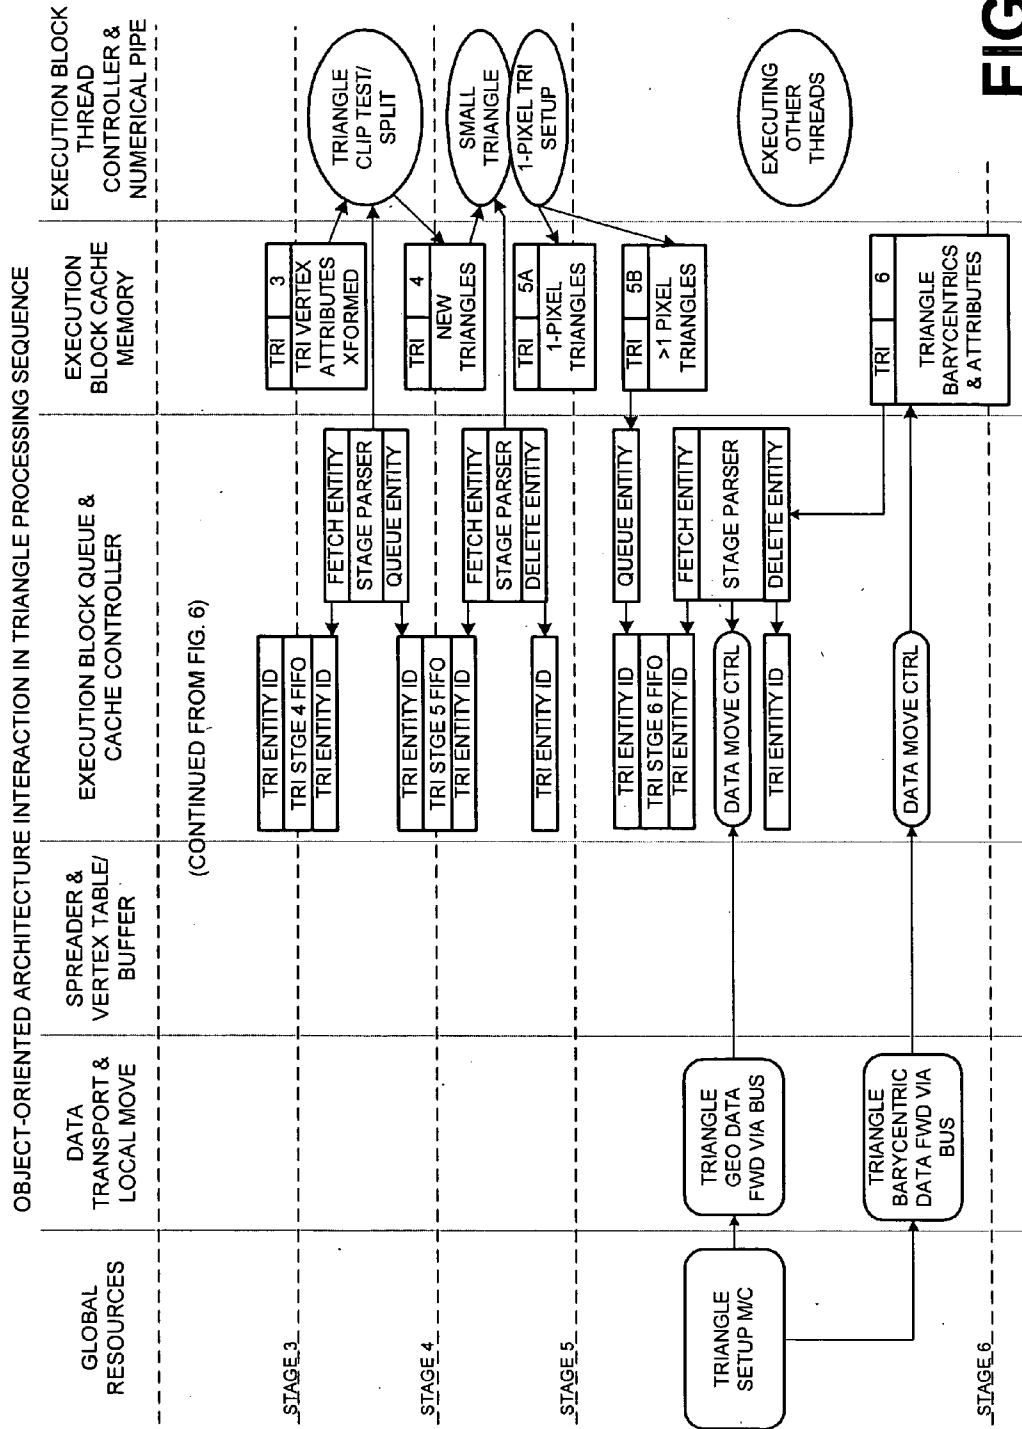 OBJECT-ORIENTED ARCHITECTURE INTERACTION IN TRIANGLE PROCESSING SEQUENCE
GLOBAL
RESOURCES
DATA
TRANSPORT &
LOCAL MOVE
SPREADER &
VERTEX TABLE/
BUFFER
EXECUTION BLOCK QUEUE &
CACHE CONTROLLER
EXECUTION
BLOCK CACHE
MEMORY
EXECUTION BLOCK
THREAD
CONTROLLER &
NUMERICAL PIPE
(CONTINUED FROM FIG. 6)
STAGE 3
TRI ENTITY ID
TRI STGE 4 FIFO
TRI ENTITY ID
FETCH ENTITY
STAGE PARSER
QUEUE ENTITY
TRI 3
TRI VERTEX
ATTRIBUTES
XFORMED
TRIANGLE
CLIP TEST/
SPLIT
STAGE 4
TRI ENTITY ID
TRI STGE 5 FIFO
TRI ENTITY ID
FETCH ENTITY
STAGE PARSER
DELETE ENTITY
TRI ENTITY ID
TRI 4
NEW
TRIANGLES
SMALL
TRIANGLE
1-PIXEL TRI
SETUP
TRI 5A
1-PIXEL
TRIANGLES
STAGE 5
TRI ENTITY ID
TRI STGE 6 FIFO
TRI ENTITY ID
QUEUE ENTITY
TRI 5B
>1 PIXEL
TRIANGLES
FETCH ENTITY
STAGE PARSER
DELETE ENTITY
TRIANGLE
SETUP M/C
TRIANGLE
GEO DATA
FWD VIA BUS
DATA MOVE CTRL
TRI ENTITY ID
EXECUTING
OTHER
THREADS
TRIANGLE
BARYCENTRIC
DATA FWD VIA
BUS
DATA MOVE CTRL
TRI 6
TRIANGLE
BARYCENTRICS
& ATTRIBUTES
STAGE 6
FIG